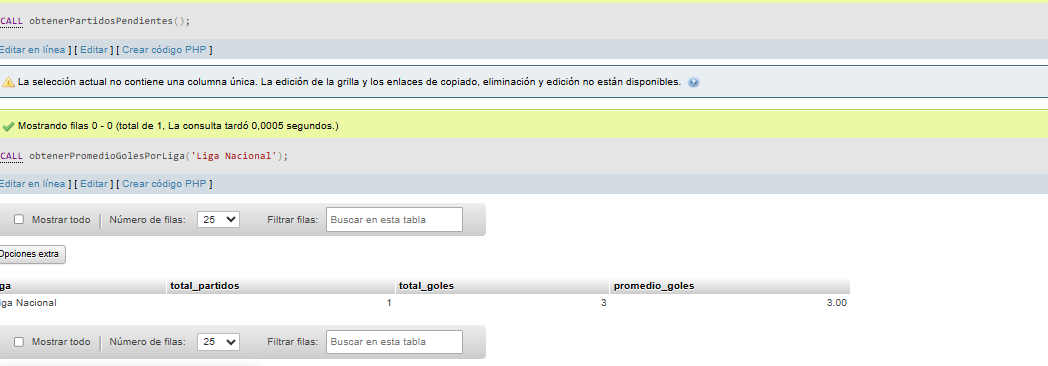 CALL obtenerPartidosPendientes();
Editar en línea ] [ Editar ] [ Crear código PHP ]
La selección actual no contiene una columna única. La edición de la grilla y los enlaces de copiado, eliminación y edición no están disponibles.
Mostrando filas 0 - 0 (total de 1, La consulta tardó 0,0005 segundos.)
CALL obtenerPromedioGolesPorLiga('Liga Nacional');
Editar en línea ] [ Editar ] [ Crear código PHP ]
Mostrar todo | Número de filas: 25 Filtrar filas: Buscar en esta tabla
Opciones extra
ga total_partidos total_goles promedio_goles
iga Nacional 1 3 3.00
Mostrar todo | Número de filas: 25 Filtrar filas: Buscar en esta tabla